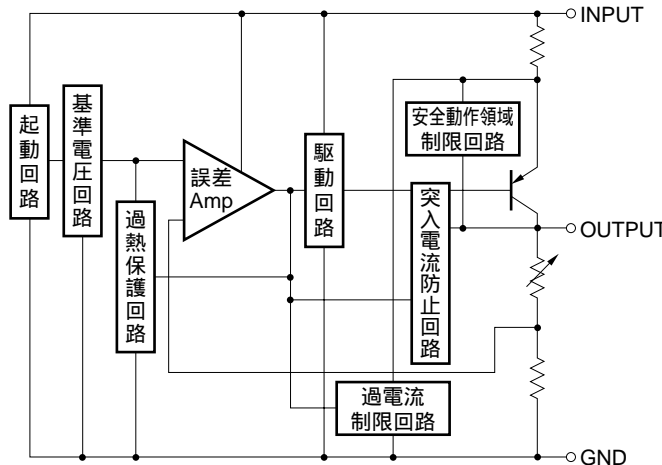 INPUT
起動回路
基準電圧回路
過熱保護回路
誤差
Amp
駆動回路
安全動作領域
制限回路
突入電流防止回路
OUTPUT
過電流
制限回路
GND